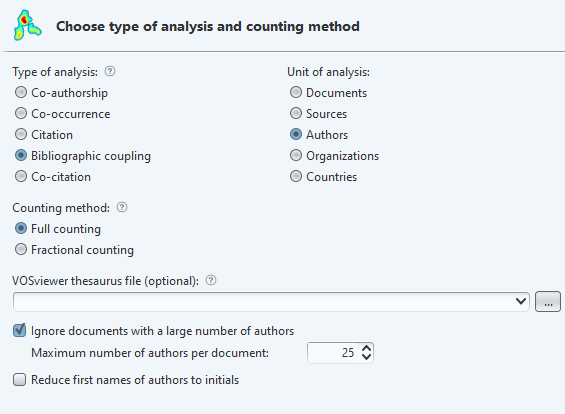 Choose type of analysis and counting method
Type of analysis: ?
Co-authorship
Co-occurrence
Citation
Bibliographic coupling
Co-citation
Unit of analysis:
Documents
Sources
Authors
Organizations
Countries
Counting method: ?
Full counting
Fractional counting
VOSviewer thesaurus file (optional): ?
...
Ignore documents with a large number of authors
Maximum number of authors per document: 25
Reduce first names of authors to initials